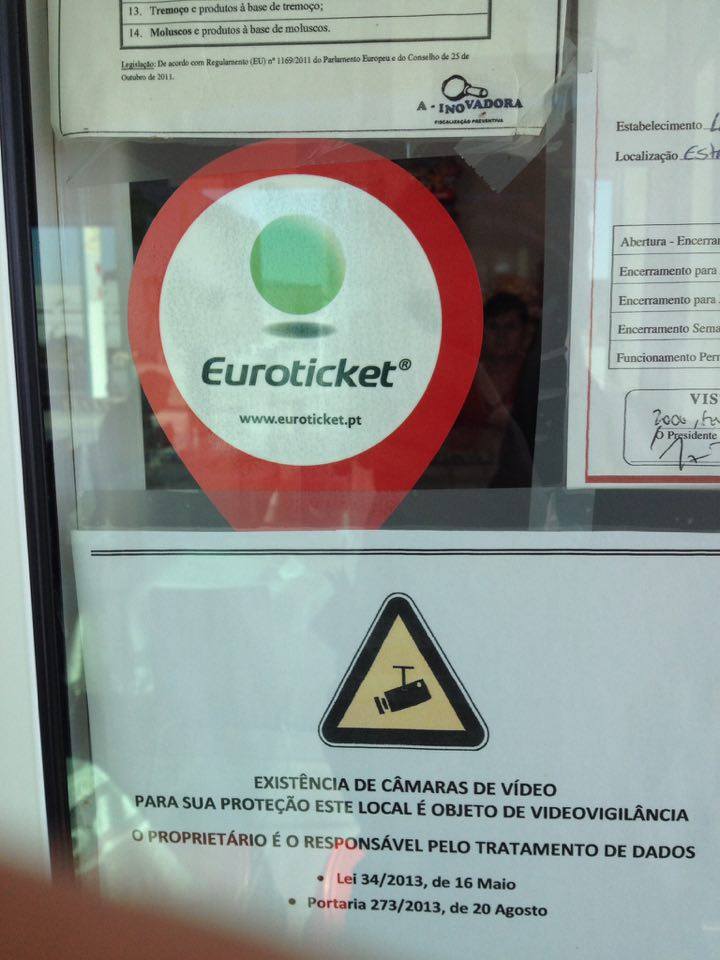 13. Tremoço e produtos à base de tremoço;
14. Moluscos e produtos à base de moluscos.
Legislação: De acordo com Regulamento (EU) nº 1169/2011 do Parlamento Europeu e do Conselho de 25 de
Outubro de 2011.
A - INOVADORA
FISCALIZAÇÃO PREVENTIVA
Estabelecimento
Localização
Abertura -
Encerramento para
Encerramento para
Encerramento
Funcionamento
O Presidente
Euroticket®
www.euroticket.pt
EXISTÊNCIA DE CÂMARAS DE VÍDEO
PARA SUA PROTEÇÃO ESTE LOCAL É OBJETO DE VIDEOVIGILÂNCIA
O PROPRIETÁRIO É O RESPONSÁVEL PELO TRATAMENTO DE DADOS
• Lei 34/2013, de 16 Maio
• Portaria 273/2013, de 20 Agosto